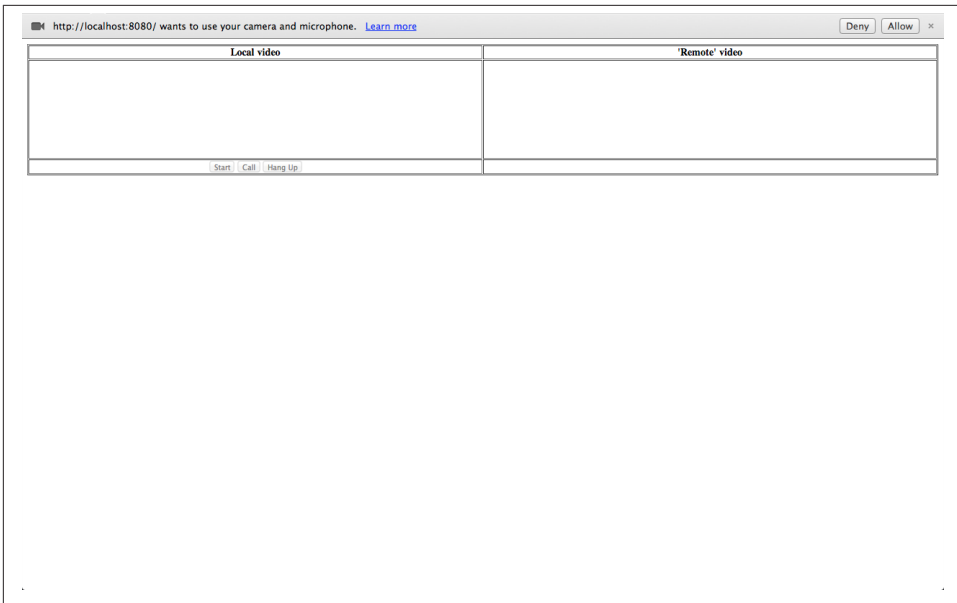 http://localhost:8080/ wants to use your camera and microphone. Learn more Deny Allow ×
Local video 'Remote' video
Start Call Hang Up